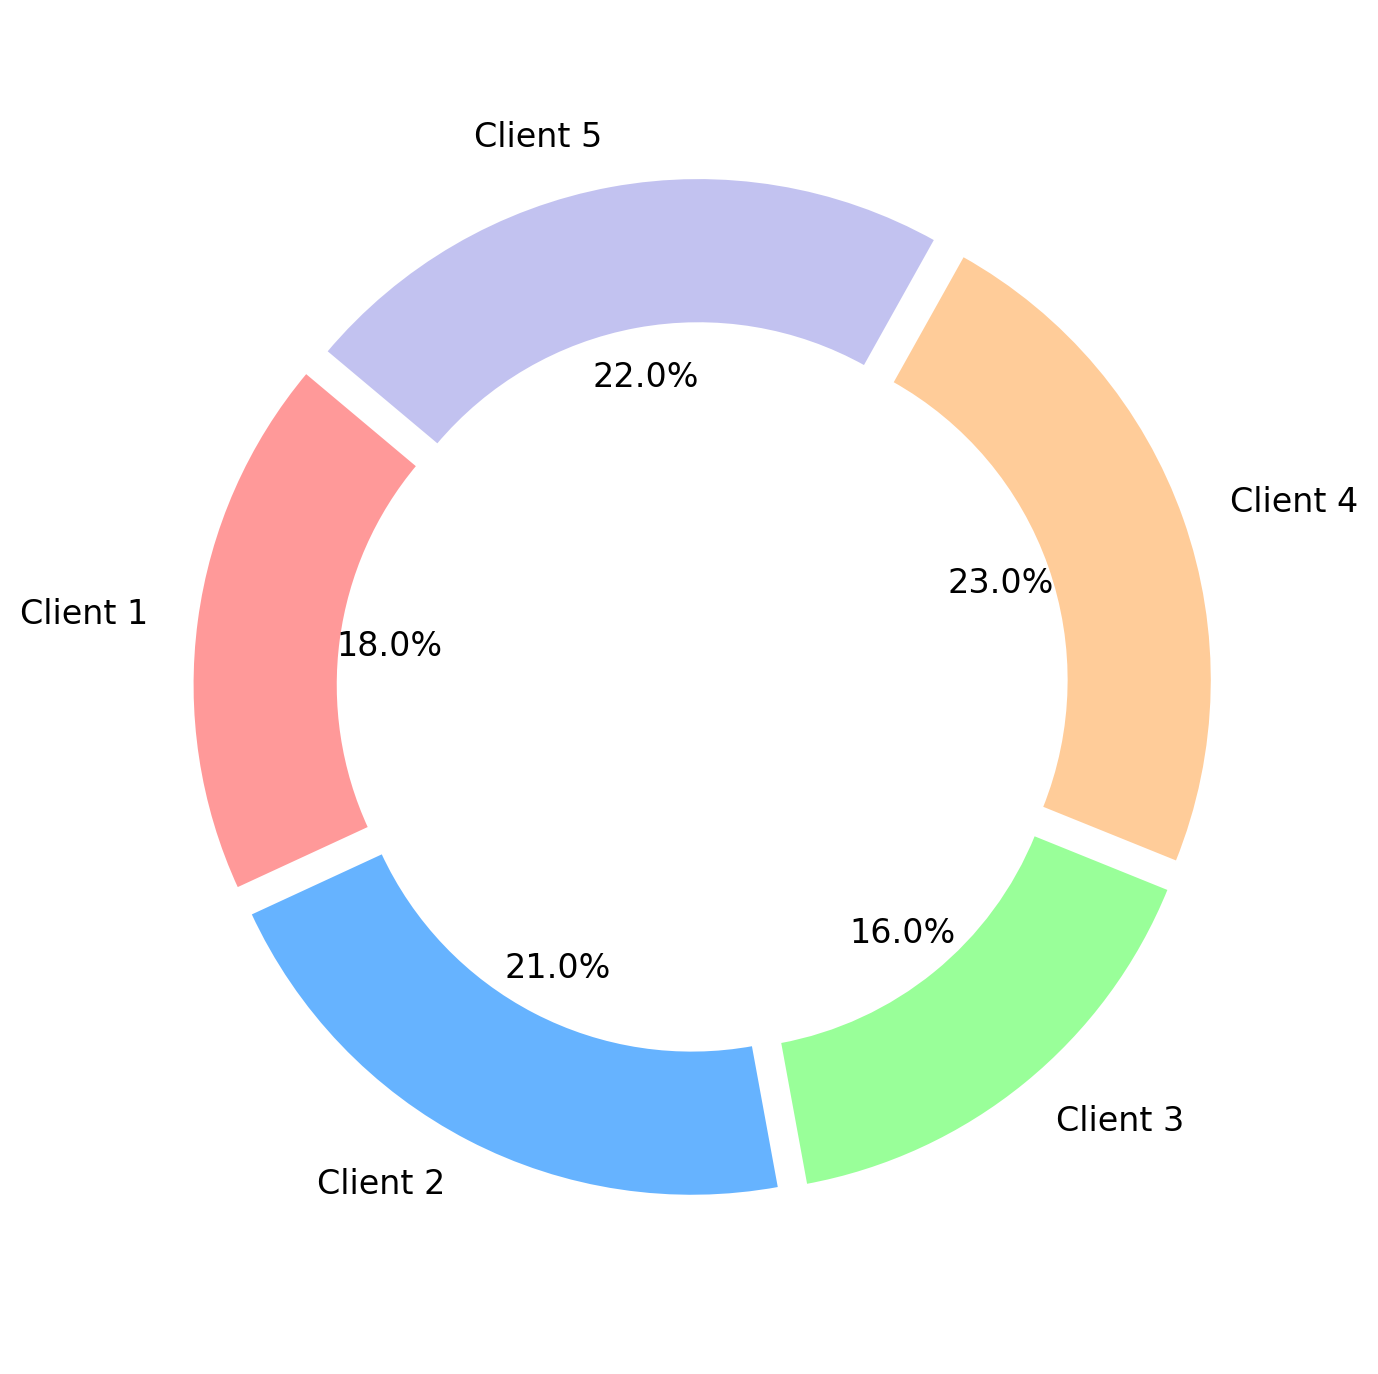 Client 5
22.0%
Client 4
23.0%
Client 1
18.0%
16.0%
21.0%
Client 3
Client 2